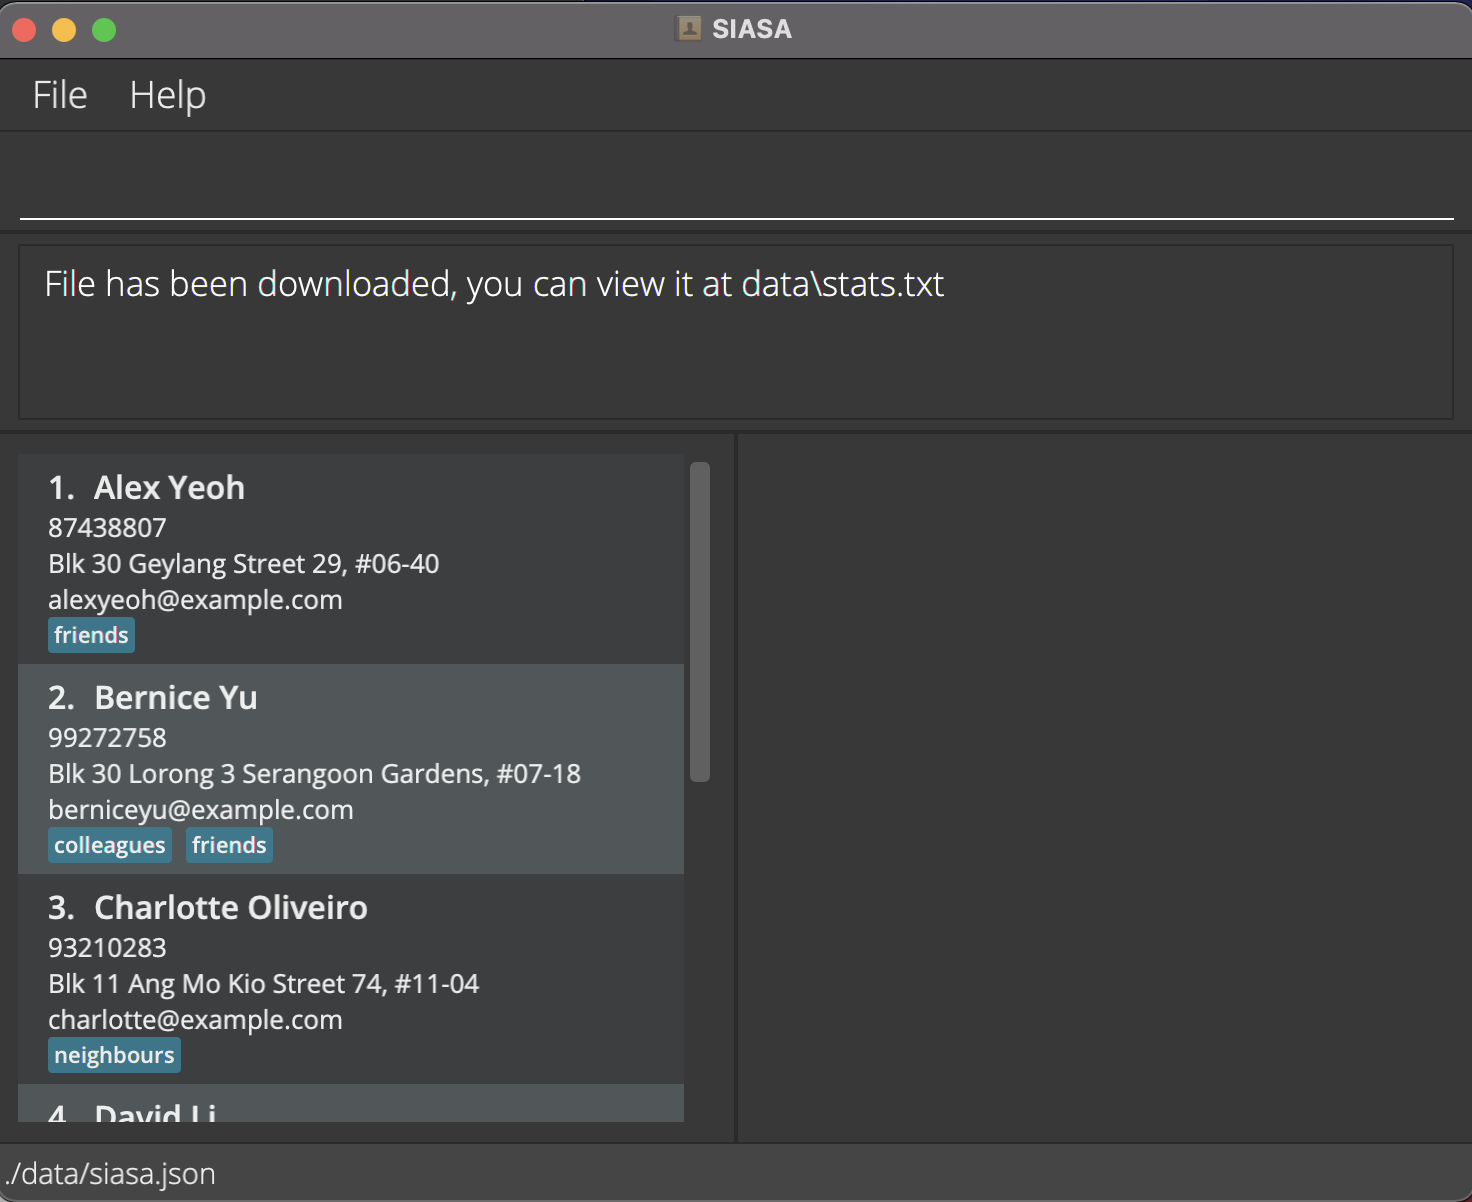 SIASA
File Help
File has been downloaded, you can view it at data\stats.txt
1. Alex Yeoh
87438807
Blk 30 Geylang Street 29, #06-40
alexyeoh@example.com
friends
2. Bernice Yu
99272758
Blk 30 Lorong 3 Serangoon Gardens, #07-18
berniceyu@example.com
colleagues friends
3. Charlotte Oliveiro
93210283
Blk 11 Ang Mo Kio Street 74, #11-04
charlotte@example.com
neighbours
4. David Li
./data/siasa.json